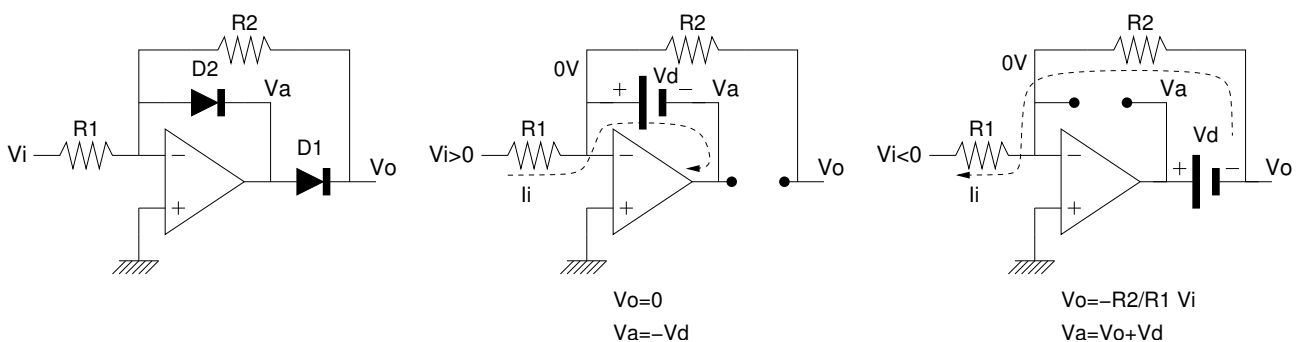 R2
D2
Va
R1
Vi
−
D1
Vo
+
R2
0V
Vd
+
−
Va
R1
Vi>0
−
Vo
Ii
+
Vo=0
Va=−Vd
R2
0V
Va
R1
Vd
Vi<0
−
+
−
Vo
Ii
+
Vo=−R2/R1 Vi
Va=Vo+Vd